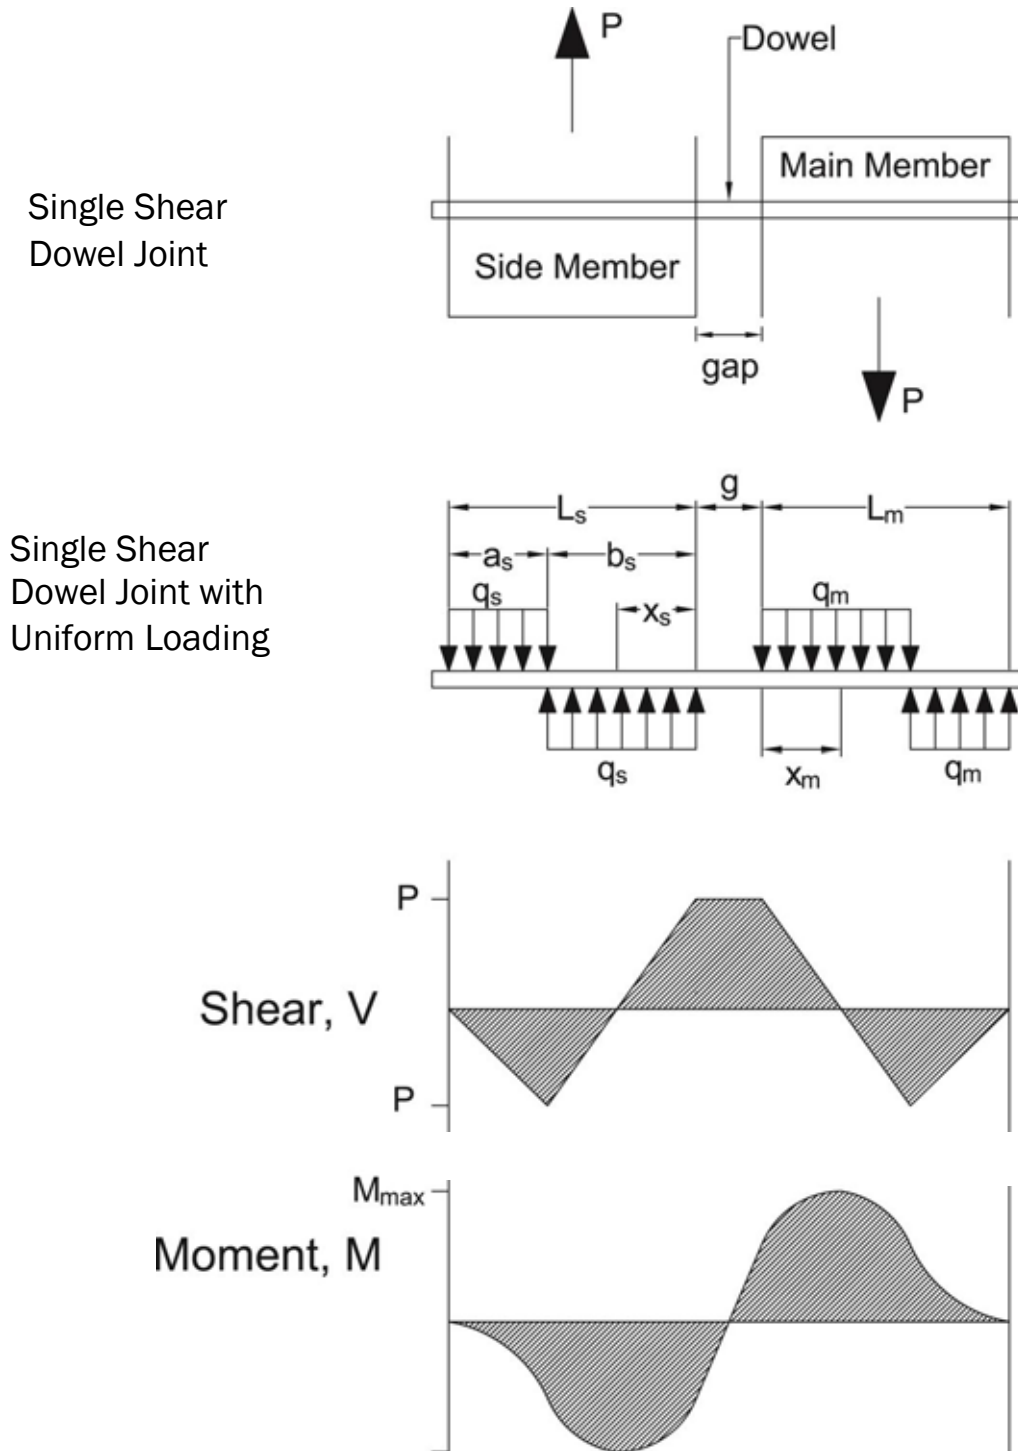 P
Dowel
Main Member
Single Shear
Dowel Joint
Side Member
gap
P
g
Ls
Lm
Single Shear
Dowel Joint with
Uniform Loading
as
bs
qs
xs
qm
qs
xm
qm
P
Shear, V
P
Mmax
Moment, M